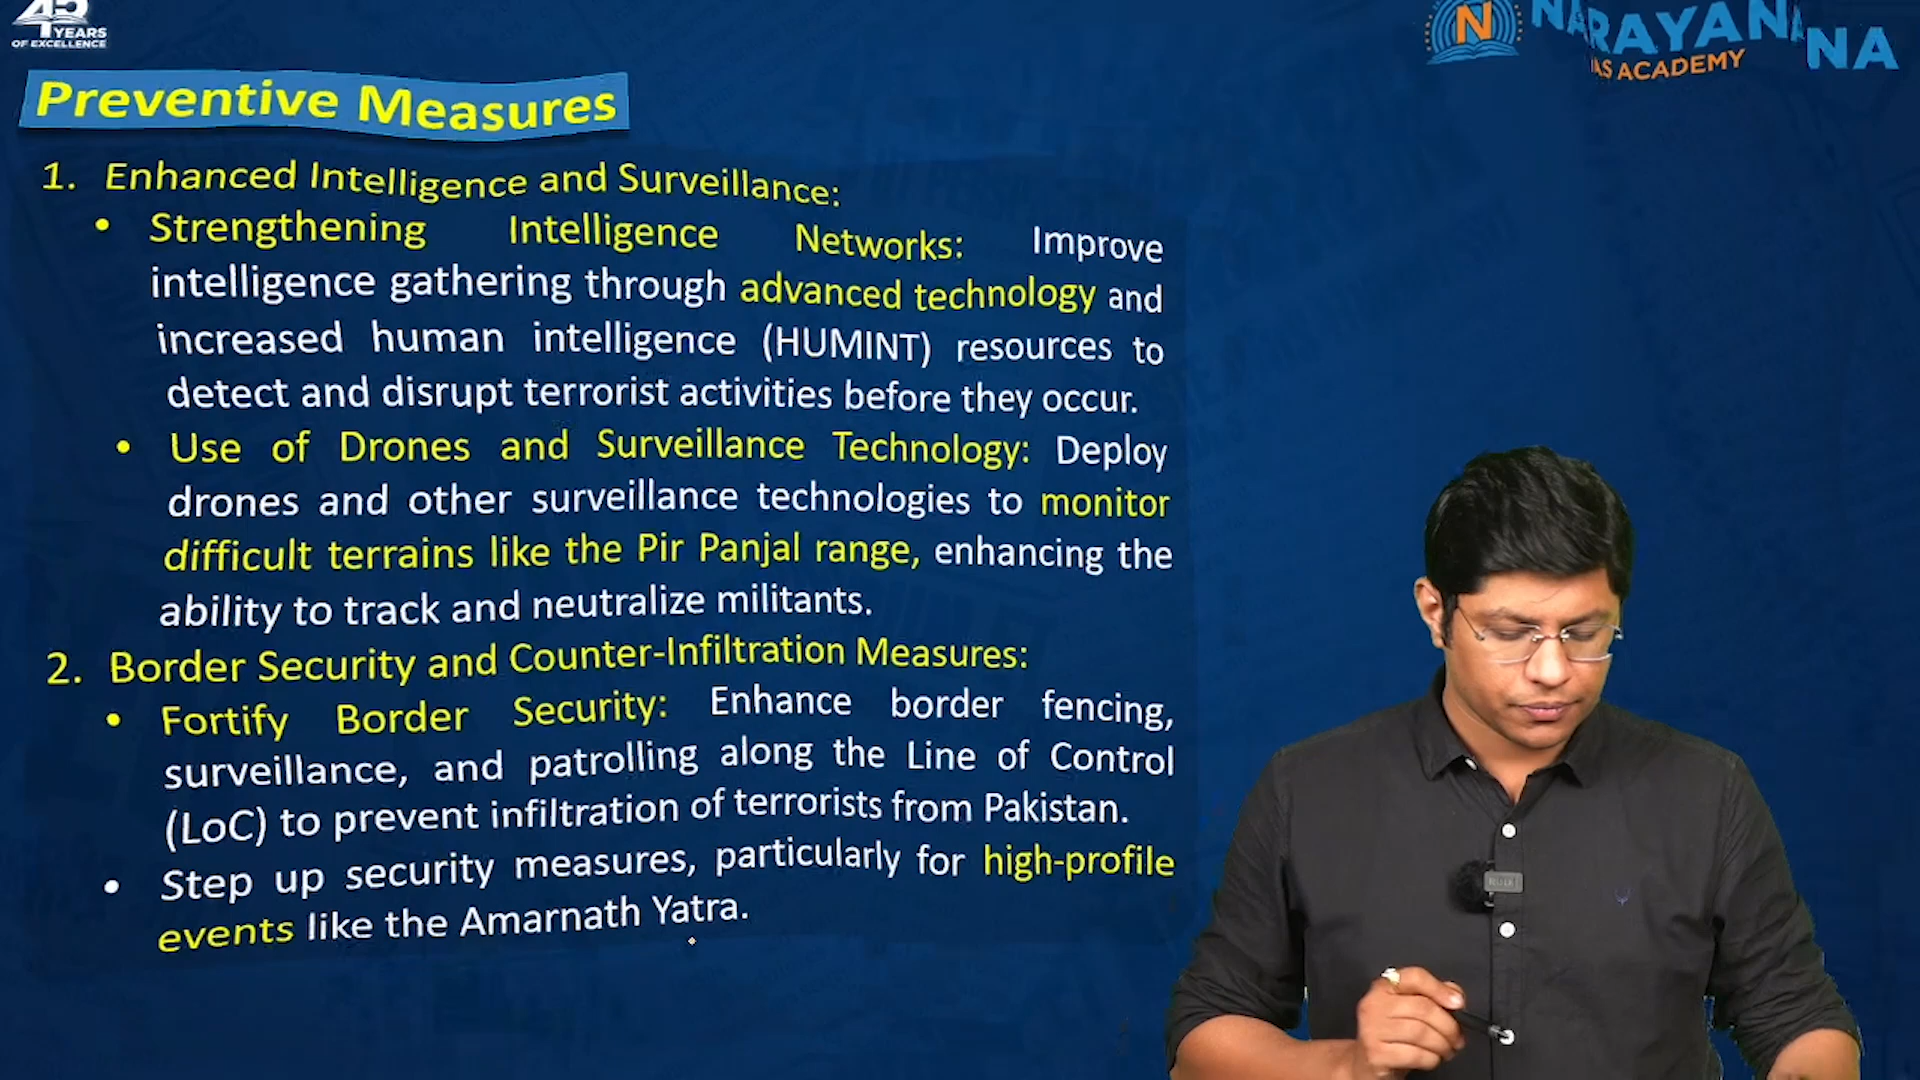 45
YEARS
OF EXCELLENCE
NARAYANA NA
IAS ACADEMY
Preventive Measures
1. Enhanced Intelligence and Surveillance:
• Strengthening Intelligence Networks: Improve
intelligence gathering through advanced technology and
increased human intelligence (HUMINT) resources to
detect and disrupt terrorist activities before they occur.
• Use of Drones and Surveillance Technology: Deploy
drones and other surveillance technologies to monitor
difficult terrains like the Pir Panjal range, enhancing the
ability to track and neutralize militants.
2. Border Security and Counter-Infiltration Measures:
• Fortify Border Security: Enhance border fencing,
surveillance, and patrolling along the Line of Control
(LoC) to prevent infiltration of terrorists from Pakistan.
• Step up security measures, particularly for high-profile
events like the Amarnath Yatra.